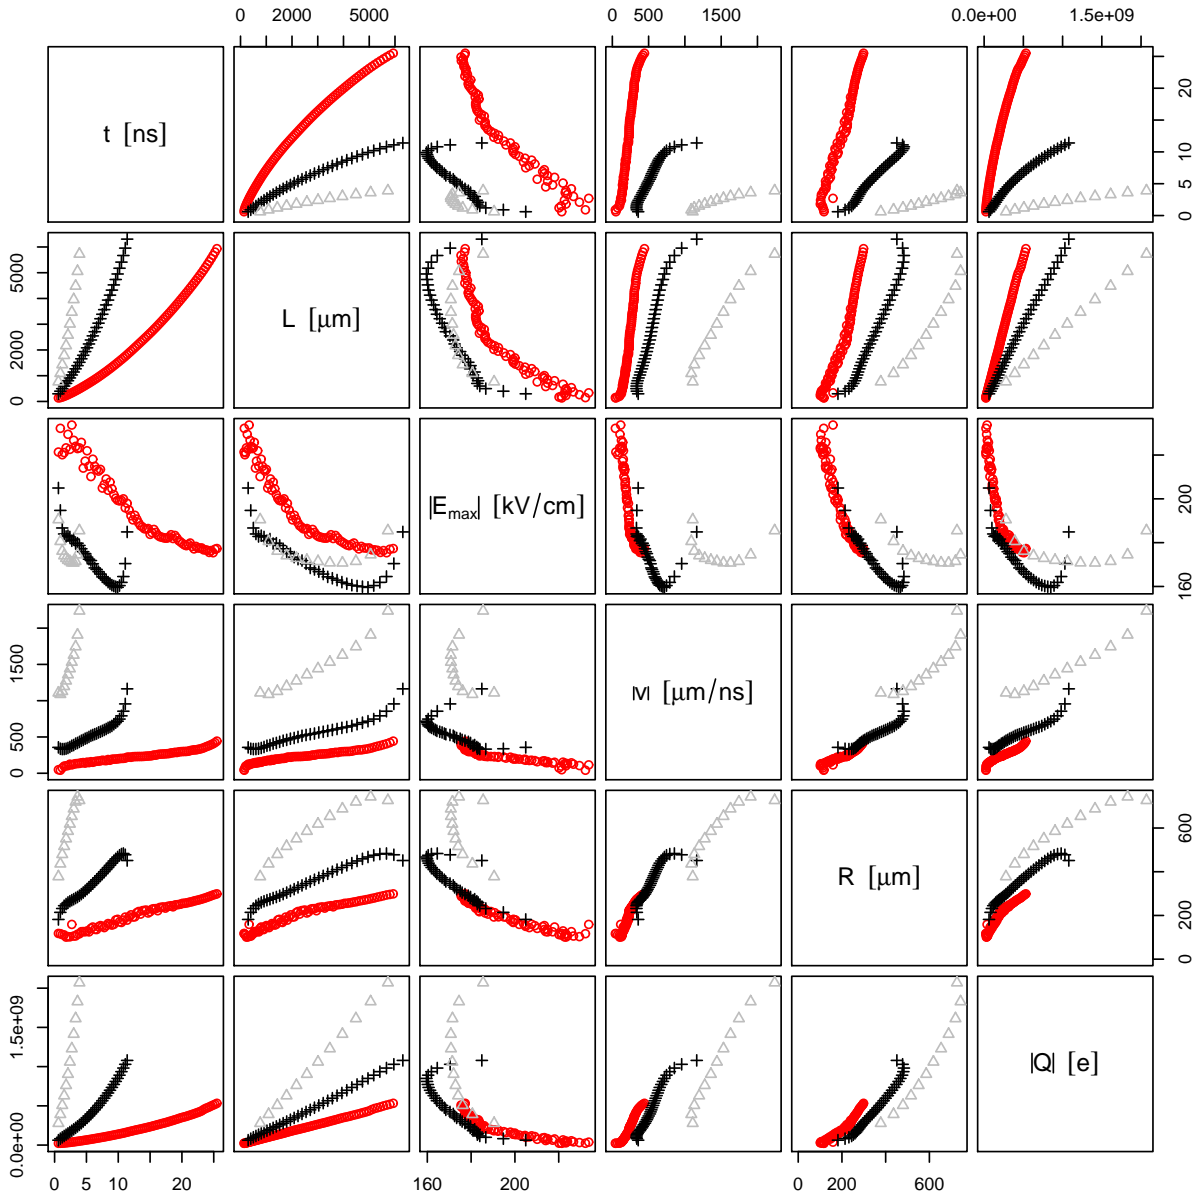 0 2000 5000 0 500 1500 0.0e+00 1.5e+09
t [ns]
0 5 10 20
0 2000 5000
L [μm]
|Emax| [kV/cm]
160 200
0 500 1500
M [μm/ns]
R [μm]
0 200 600
0.0e+00 1.5e+09
|Q| [e]
0 5 10 20 160 200 0 200 600